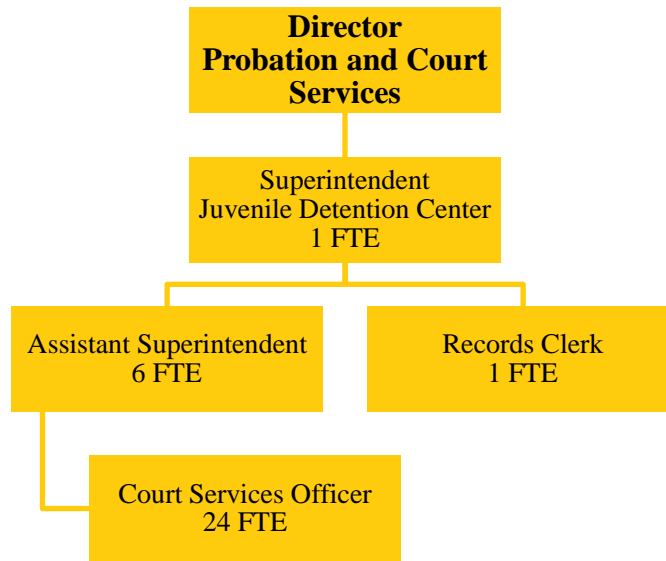 Director
Probation and Court
Services
Superintendent
Juvenile Detention Center
1 FTE
Assistant Superintendent
6 FTE
Records Clerk
1 FTE
Court Services Officer
24 FTE